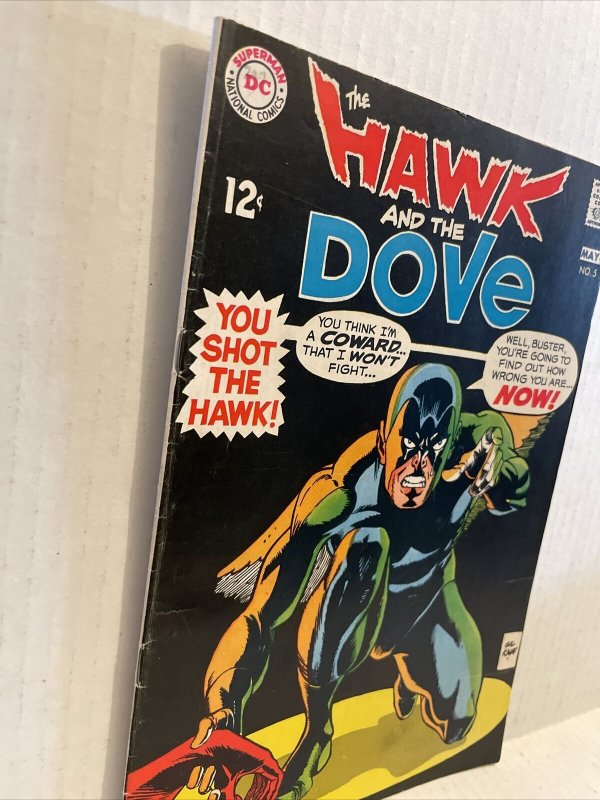 SUPERMAN
DC
NATIONAL COMICS
12¢
The
HAWK
AND THE
DOVe
MAY
NO. 5
YOU
SHOT
THE
HAWK!
YOU THINK I'M
A COWARD...
THAT I WON'T
FIGHT...
WELL, BUSTER,
YOU'RE GOING TO
FIND OUT HOW
WRONG YOU ARE...
NOW!
GIL
KANE